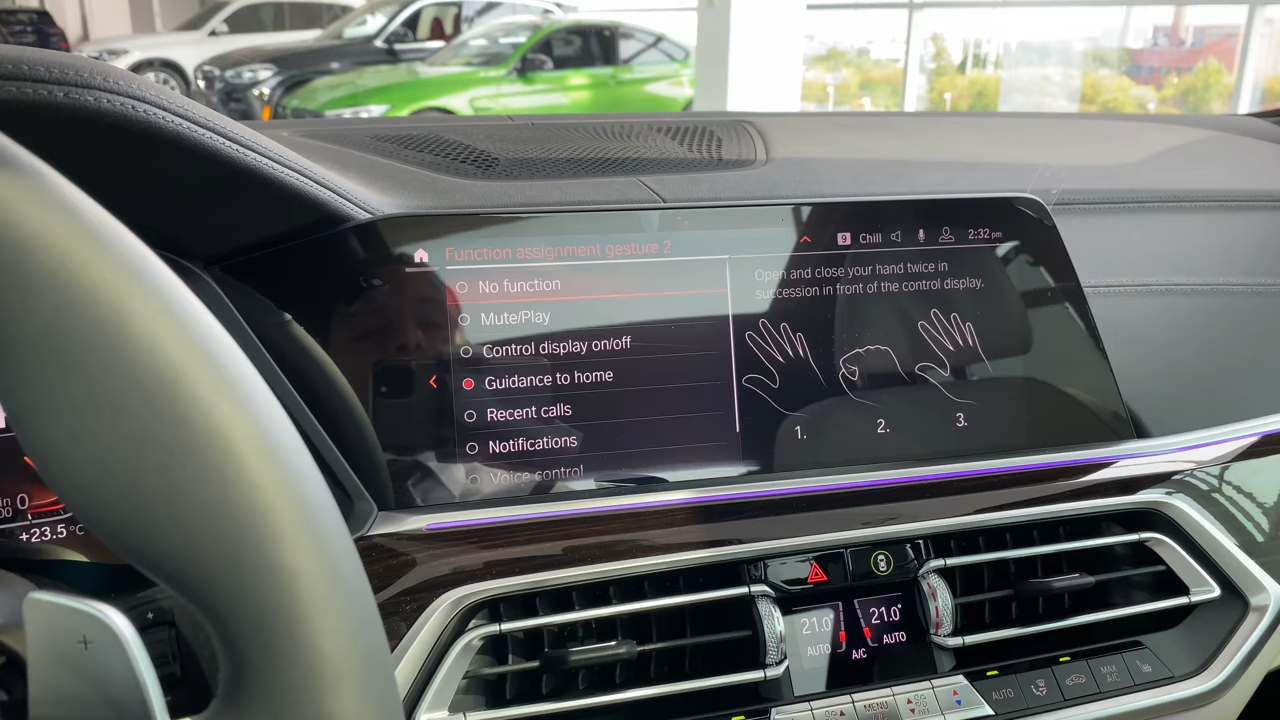 Function assignment gesture 2
9 Chill 2:32 pm
No function
Mute/Play
Control display on/off
Guidance to home
Recent calls
Notifications
Voice control
Open and close your hand twice in
succession in front of the control display.
1. 2. 3.
+23.5 °C
21.0° 21.0°
AUTO A/C AUTO
AUTO
MAX
A/C
MENU
OFF